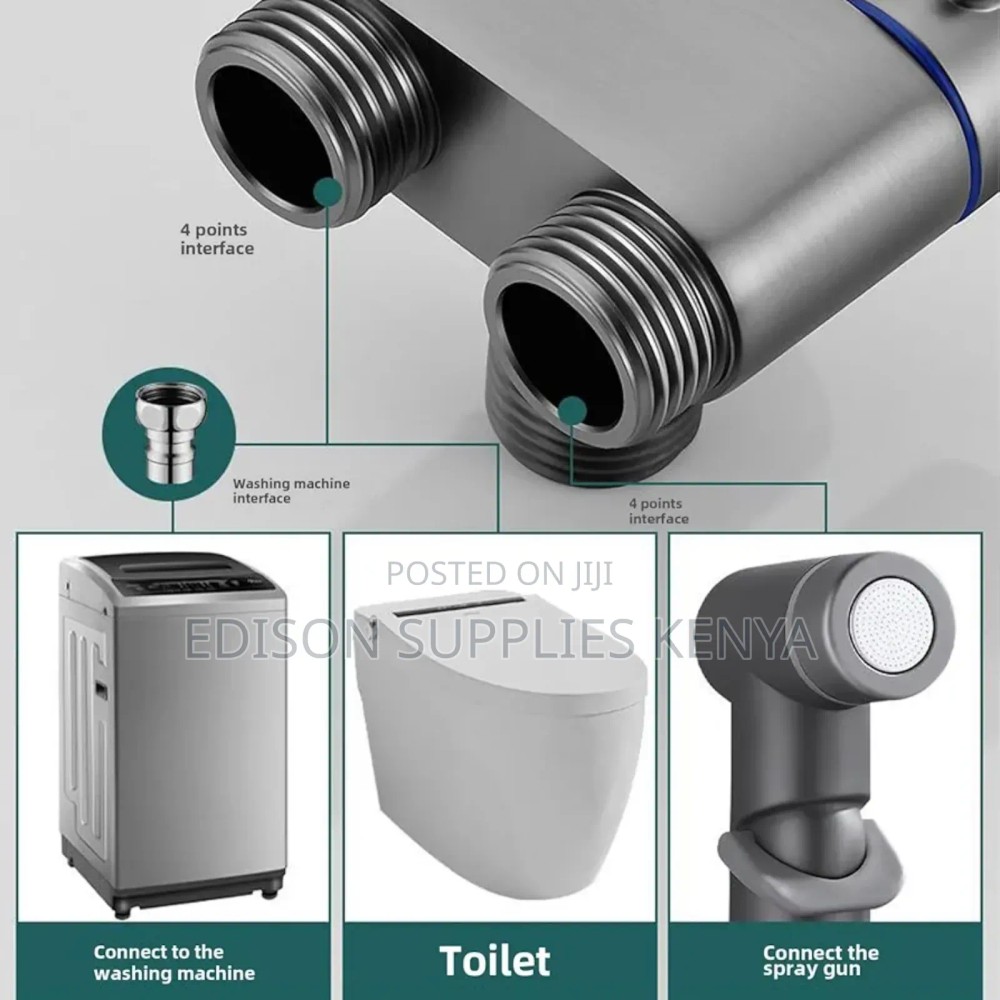 4 points
interface
Washing machine
interface
4 points
interface
POSTED ON JIJI
EDISON SUPPLIES KENYA
Connect to the
washing machine
Toilet
Connect the
spray gun